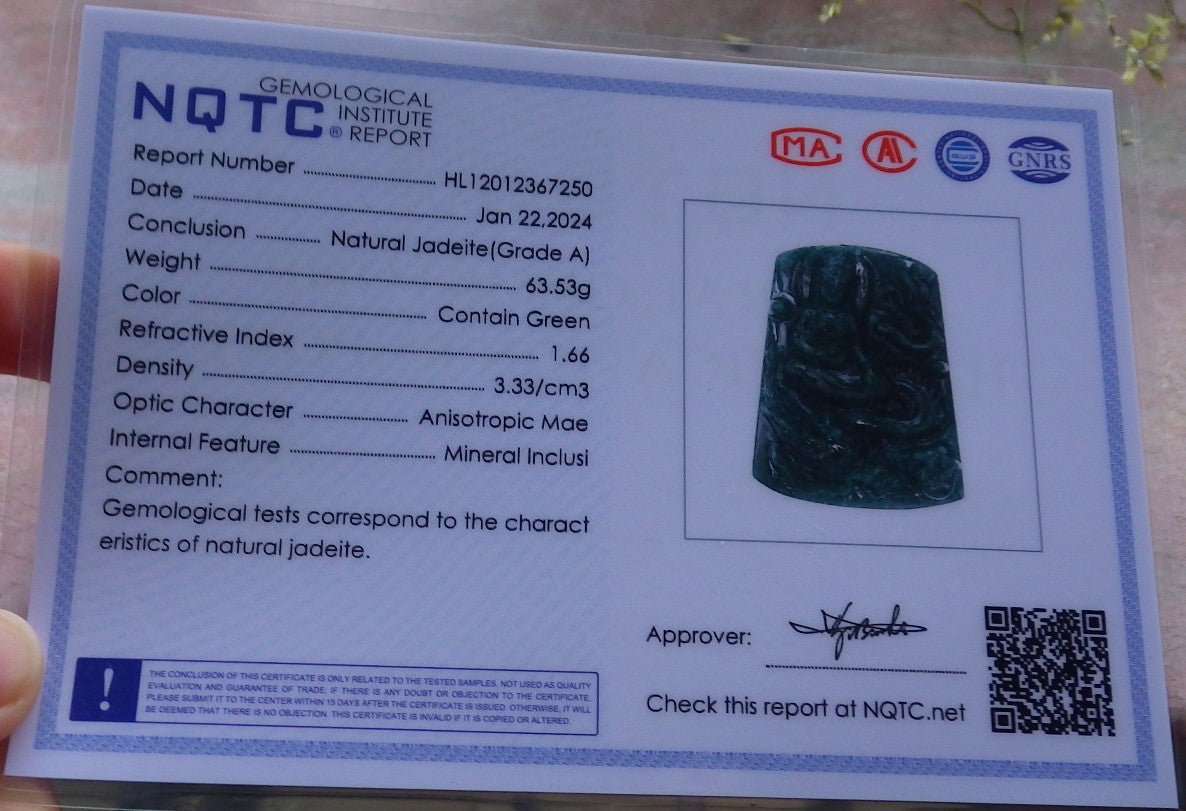 GEMOLOGICAL
NQTC® INSTITUTE
REPORT
Report Number HL12012367250
Date Jan 22,2024
Conclusion Natural Jadeite(Grade A)
Weight 63.53g
Color Contain Green
Refractive Index 1.66
Density 3.33/cm3
Optic Character Anisotropic Mae
Internal Feature Mineral Inclusi
Comment:
Gemological tests correspond to the charact
eristics of natural jadeite.
!
THE CONCLUSION OF THIS CERTIFICATE IS ONLY RELATED TO THE TESTED SAMPLES, NOT USED AS QUALITY
EVALUATION AND GUARANTEE OF TRADE; IF THERE IS ANY DOUBT OR OBJECTION TO THE CERTIFICATE,
PLEASE SUBMIT IT TO THE CENTER WITHIN 15 DAYS AFTER THE CERTIFICATE IS ISSUED. OTHERWISE, IT WILL
BE DEEMED THAT THERE IS NO OBJECTION. THIS CERTIFICATE IS INVALID IF IT IS COPIED OR ALTERED.
MA
GNRS
Approver:
Check this report at NQTC.net